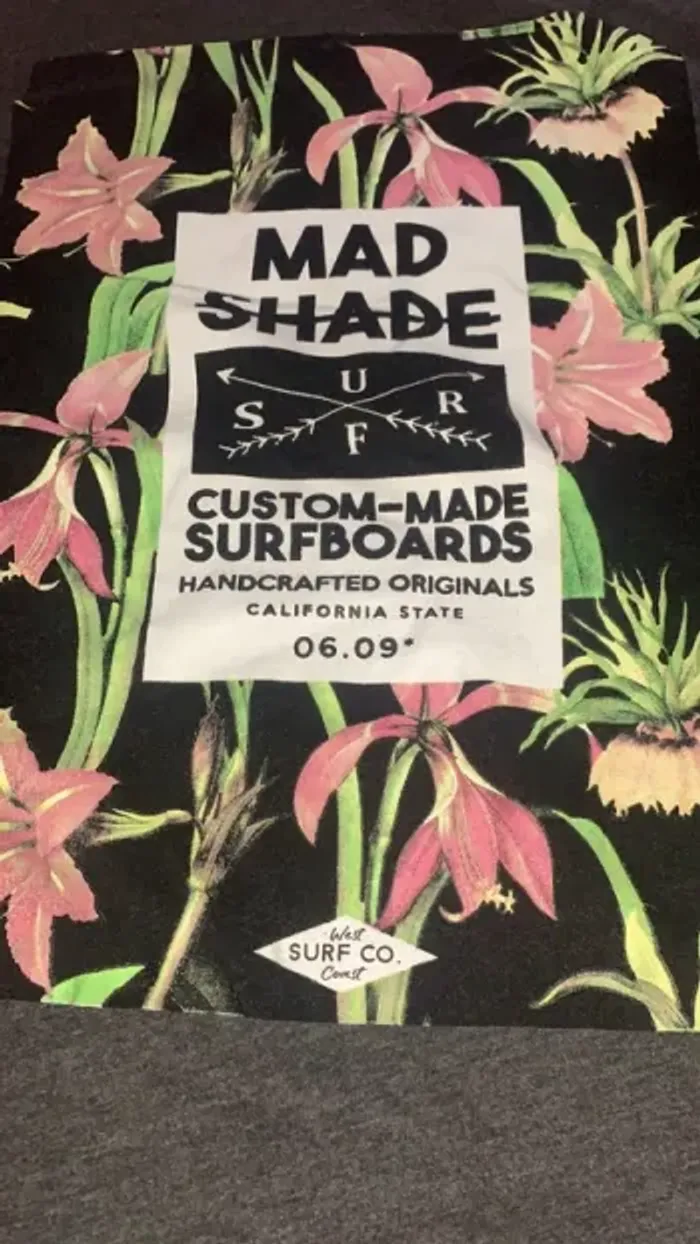 MAD
SHADE
U
S R
F
CUSTOM-MADE
SURFBOARDS
HANDCRAFTED ORIGINALS
CALIFORNIA STATE
06.09*
West
SURF CO.
Coast